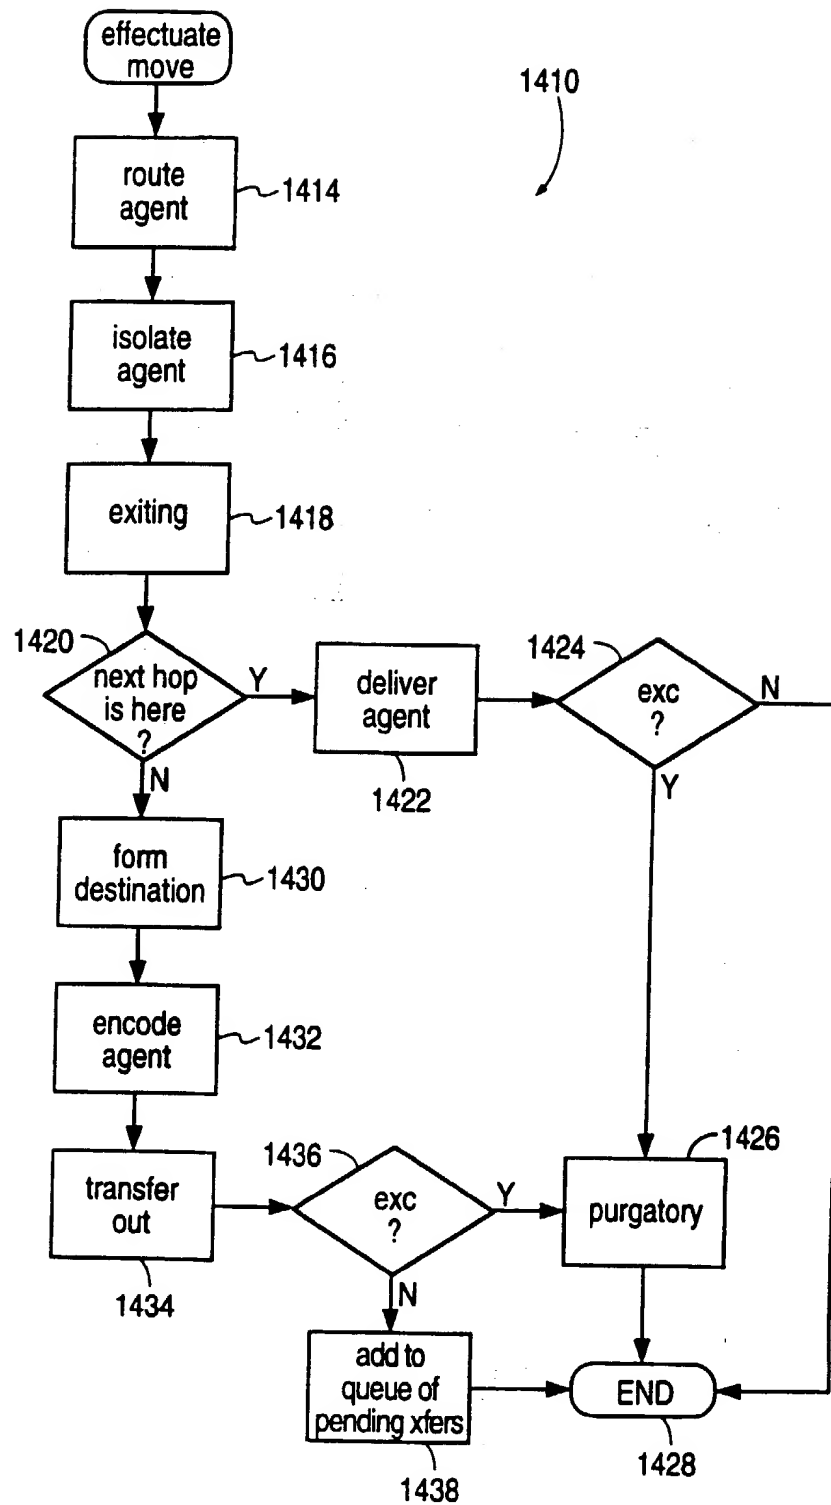 effectuate
move
1410
route
agent
1414
isolate
agent
1416
exiting
1418
1420
next hop
is here
?
Y
N
deliver
agent
1422
1424
exc
?
N
Y
form
destination
1430
encode
agent
1432
transfer
out
1434
1436
exc
?
Y
N
1426
purgatory
add to
queue of
pending xfers
1438
END
1428